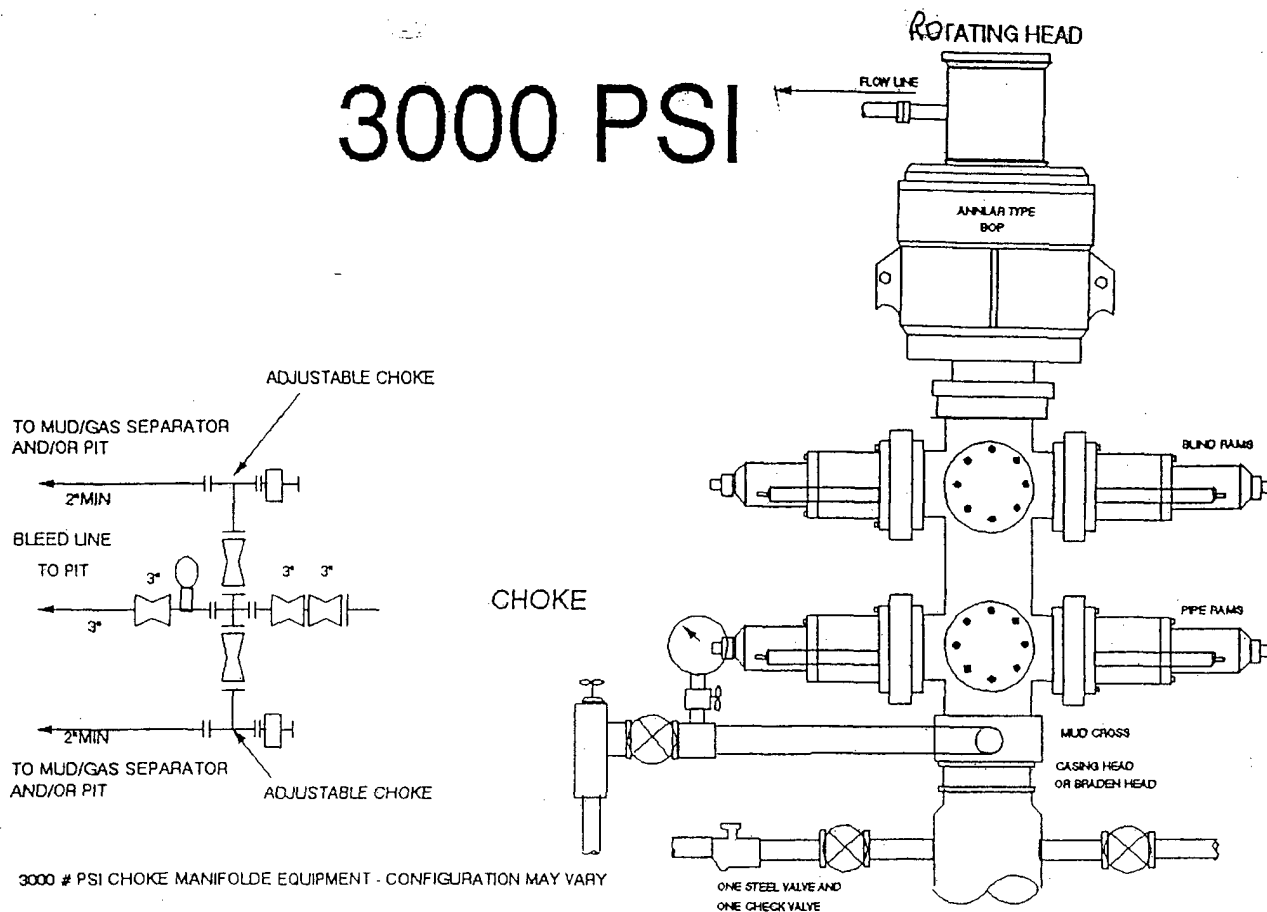 ROTATING HEAD
FLOW LINE
3000 PSI
ANNLAR TYPE
BOP
ADJUSTABLE CHOKE
TO MUD/GAS SEPARATOR
AND/OR PIT
2"MIN
BLIND RAMS
BLEED LINE
TO PIT
3"
3"
3"
3"
CHOKE
PIPE RAMS
2"MIN
TO MUD/GAS SEPARATOR
AND/OR PIT
ADJUSTABLE CHOKE
MUD CROSS
CASING HEAD
OR BRADEN HEAD
3000 # PSI CHOKE MANIFOLDE EQUIPMENT - CONFIGURATION MAY VARY
ONE STEEL VALVE AND
ONE CHECK VALVE